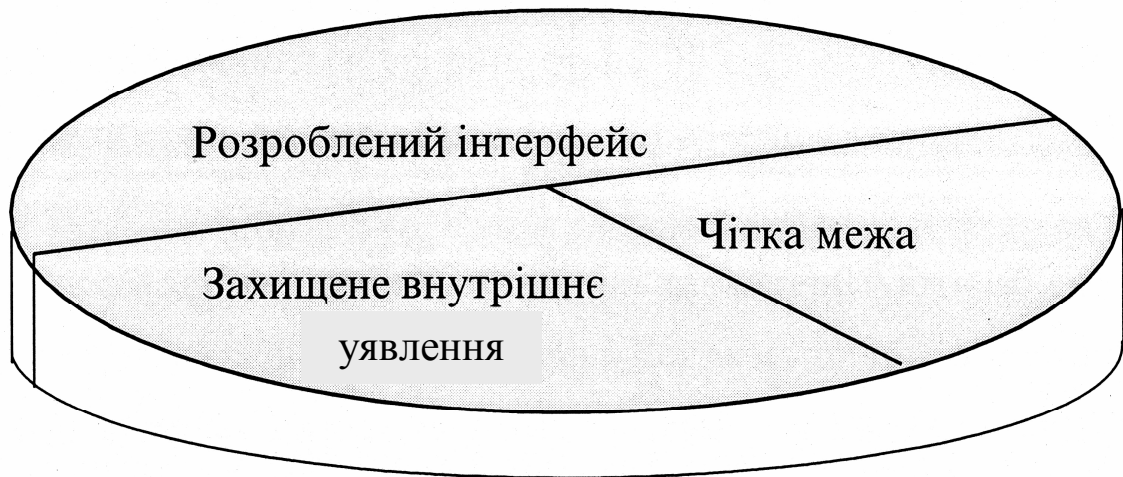 Розроблений інтерфейс
Чітка межа
Захищене внутрішнє
уявлення